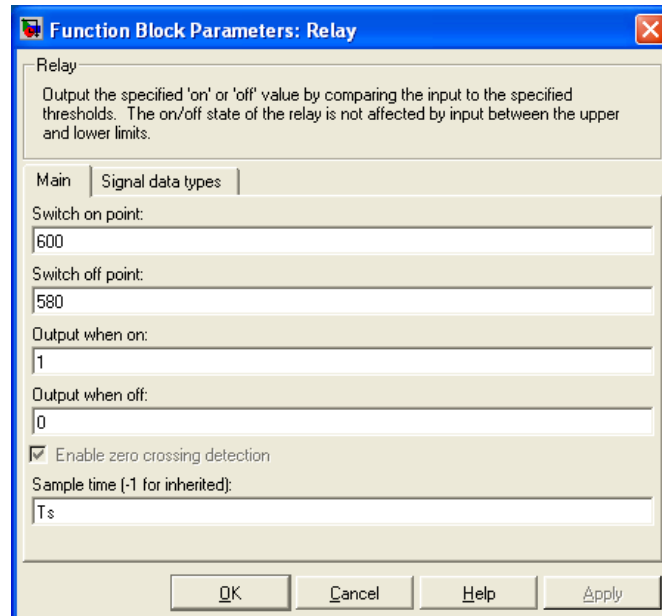 Function Block Parameters: Relay
Relay
Output the specified 'on' or 'off' value by comparing the input to the specified
thresholds. The on/off state of the relay is not affected by input between the upper
and lower limits.
Main Signal data types
Switch on point:
600
Switch off point:
580
Output when on:
1
Output when off:
0
Enable zero crossing detection
Sample time (-1 for inherited):
Ts
OK Cancel Help Apply